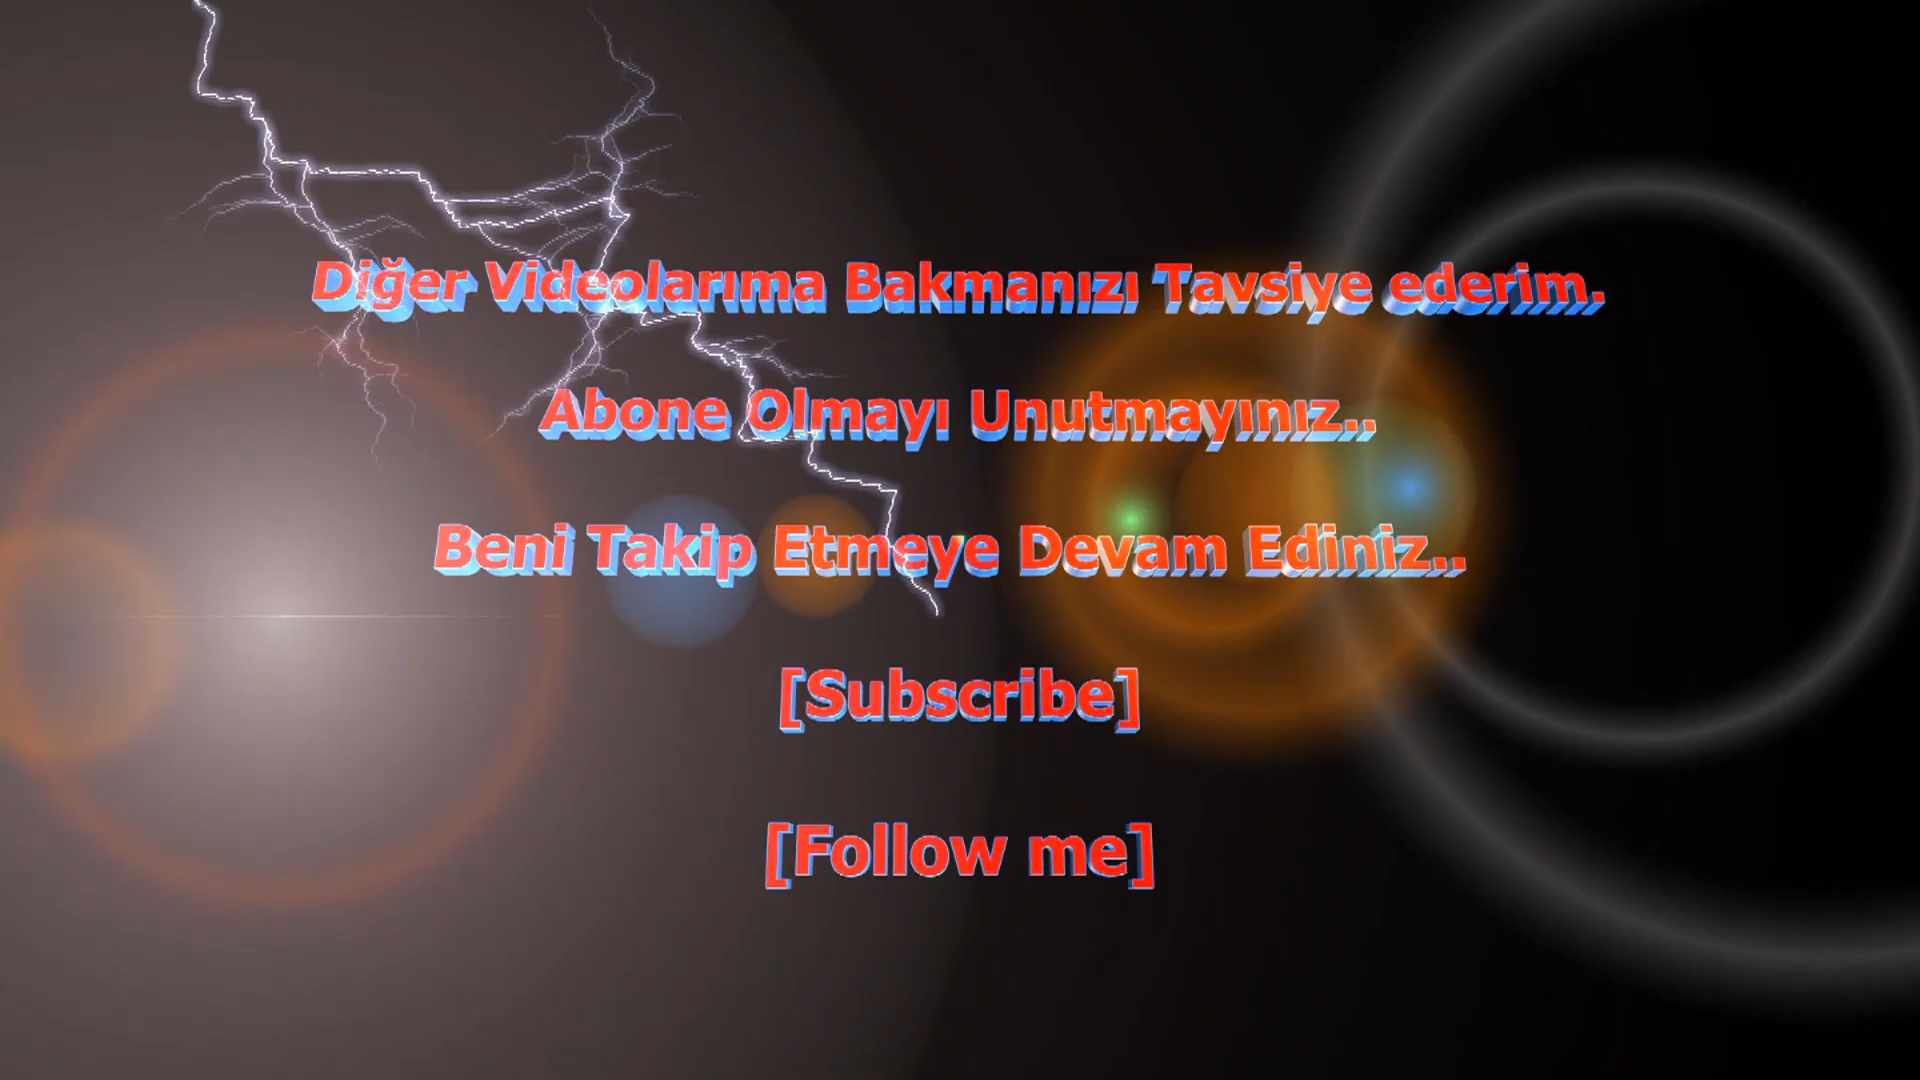 Diğer Videolarıma Bakmanızı Tavsiye ederim.
Abone Olmayı Unutmayınız..
Beni Takip Etmeye Devam Ediniz..
[Subscribe]
[Follow me]